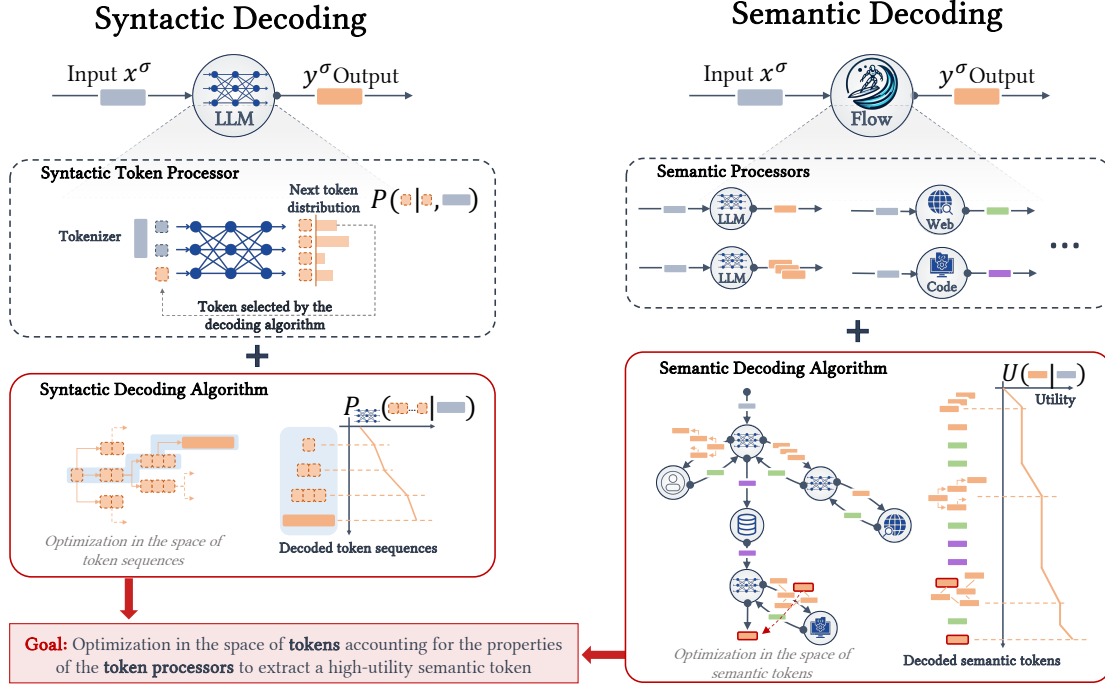 Syntactic Decoding
Input x^σ
y^σ Output
LLM
Syntactic Token Processor
Next token
distribution
P( | , )
Tokenizer
Token selected by the
decoding algorithm
+
Syntactic Decoding Algorithm
P ( ... | )
Optimization in the space of
token sequences
Decoded token sequences
Semantic Decoding
Input x^σ
y^σ Output
Flow
Semantic Processors
LLM
Web
LLM
Code
...
+
Semantic Decoding Algorithm
U( | )
Utility
Optimization in the space of
semantic tokens
Decoded semantic tokens
Goal: Optimization in the space of tokens accounting for the properties
of the token processors to extract a high-utility semantic token